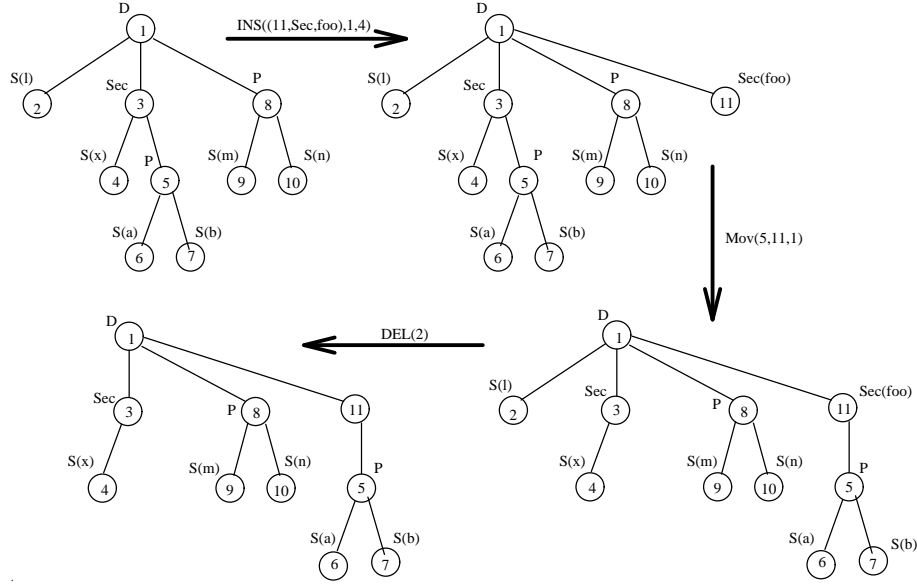 D
INS((11,Sec,foo),1,4)
1
S(l)
Sec
P
2
3
8
S(x)
P
S(m)
S(n)
4
5
9
10
S(a)
S(b)
6
7
D
1
S(l)
Sec
P
Sec(foo)
2
3
8
11
S(x)
P
S(m)
S(n)
4
5
9
10
S(a)
S(b)
6
7
Mov(5,11,1)
D
1
S(l)
Sec
P
Sec(foo)
2
3
8
11
S(x)
S(m)
S(n)
P
4
9
10
5
S(a)
S(b)
6
7
DEL(2)
D
1
Sec
P
3
8
11
S(x)
S(m)
S(n)
P
4
9
10
5
S(a)
S(b)
6
7